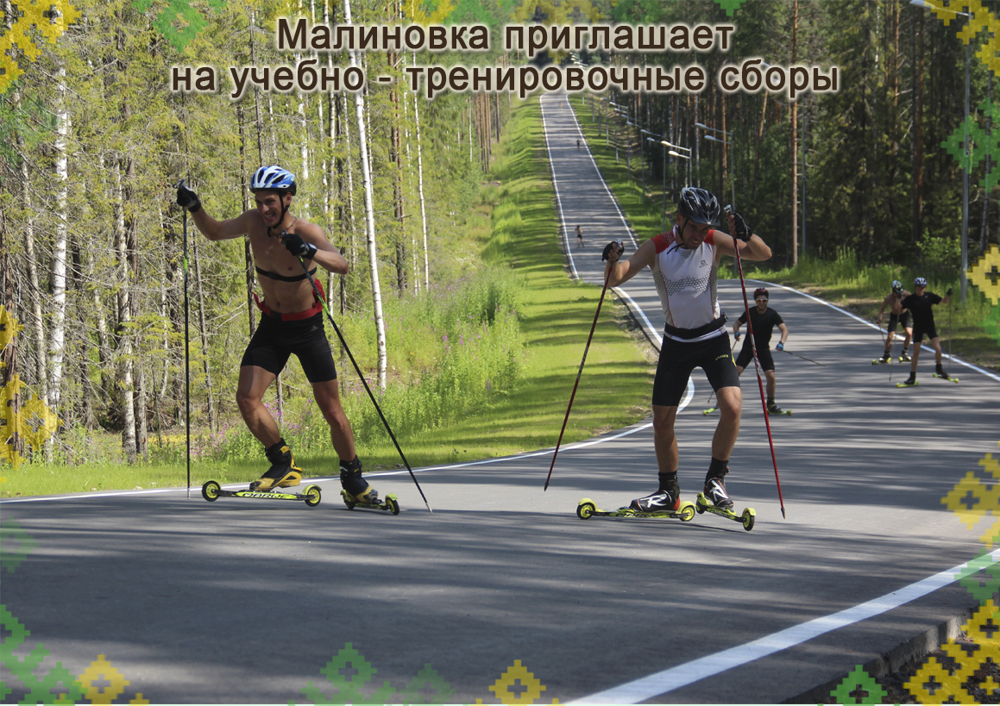 Малиновка приглашает
на учебно - тренировочные сборы